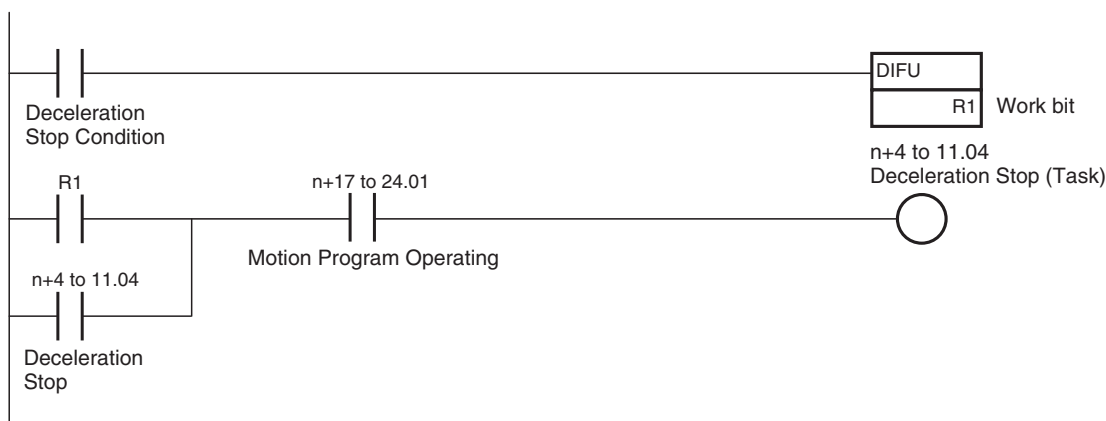 DIFU
R1 Work bit
Deceleration
Stop Condition
n+4 to 11.04
Deceleration Stop (Task)
R1
n+17 to 24.01
Motion Program Operating
n+4 to 11.04
Deceleration
Stop